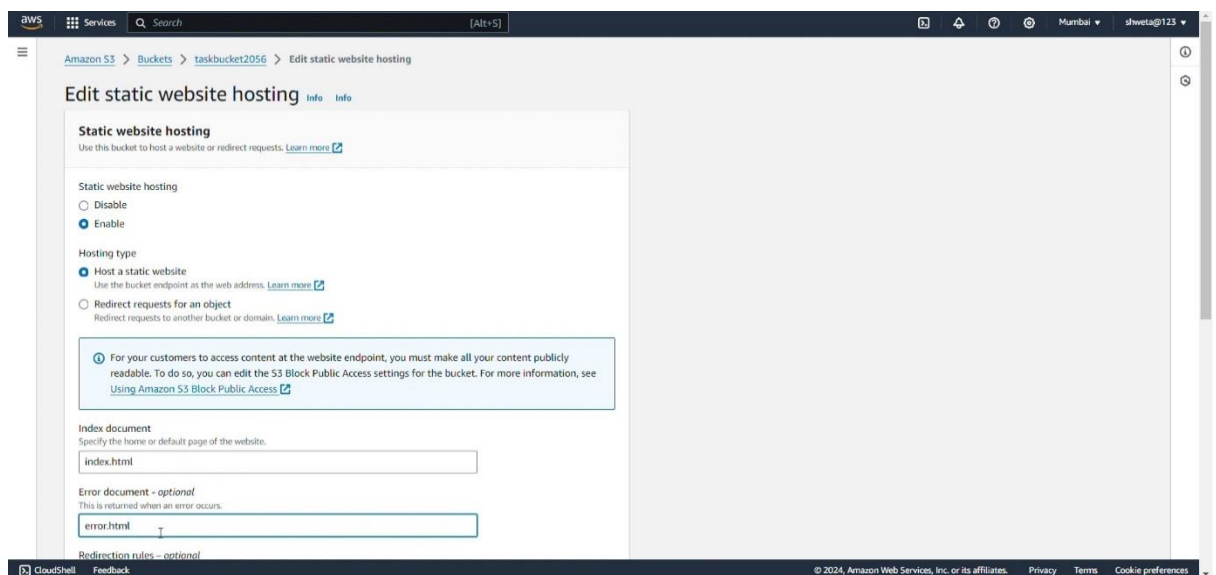 aws Services Search [Alt+S] Mumbai ▼ shweta@123 ▼
Amazon S3 > Buckets > taskbucket2056 > Edit static website hosting
Edit static website hosting Info Info
Static website hosting
Use this bucket to host a website or redirect requests. Learn more
Static website hosting
Disable
Enable
Hosting type
Host a static website
Use the bucket endpoint as the web address. Learn more
Redirect requests for an object
Redirect requests to another bucket or domain. Learn more
For your customers to access content at the website endpoint, you must make all your content publicly
readable. To do so, you can edit the S3 Block Public Access settings for the bucket. For more information, see
Using Amazon S3 Block Public Access
Index document
Specify the home or default page of the website.
index.html
Error document - optional
This is returned when an error occurs.
error.html
Redirection rules – optional
CloudShell Feedback © 2024, Amazon Web Services, Inc. or its affiliates. Privacy Terms Cookie preferences